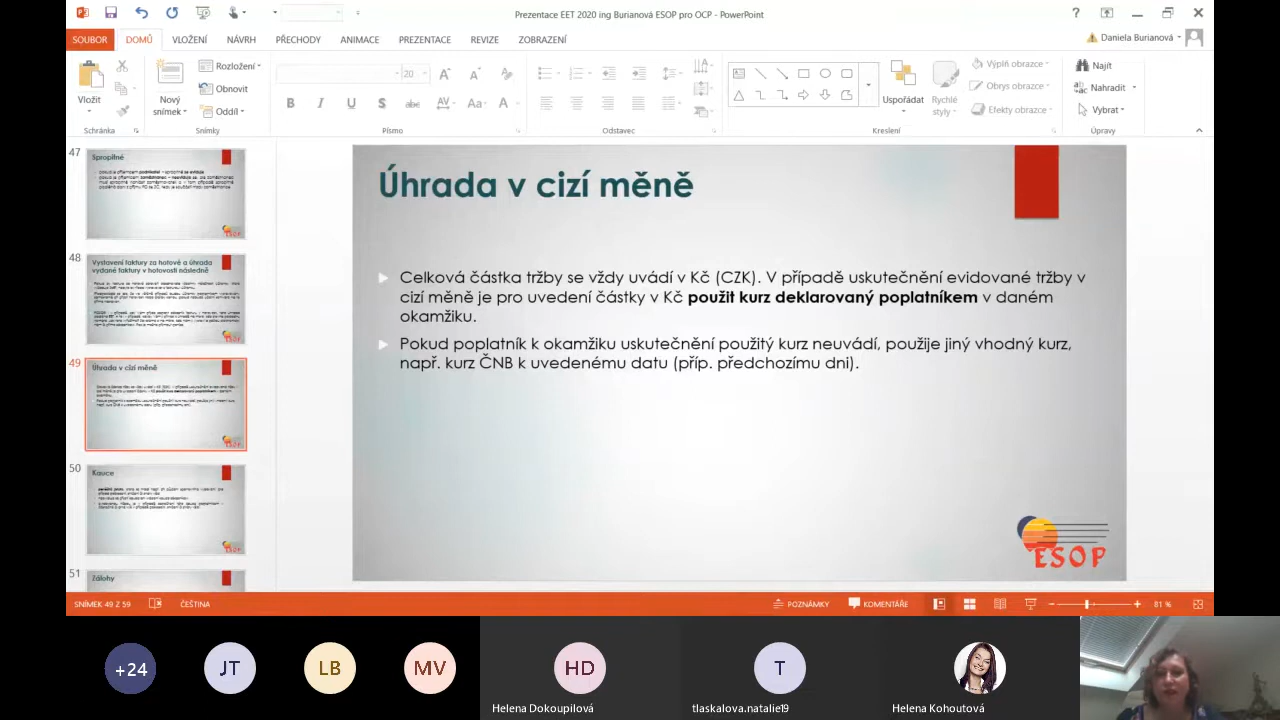 Prezentace EET 2020 ing Burianová ESOP pro OCP - PowerPoint
?
SOUBOR DOMŮ VLOŽENÍ NÁVRH PŘECHODY ANIMACE PREZENTACE REVIZE ZOBRAZENÍ
Daniela Burianová
Vložit
Schránka
Nový
snímek
Rozložení
Obnovit
Oddíl
Snímky
20
Písmo
Odstavec
Uspořádat
Rychlé
styly
Výplň obrazce
Obrys obrazce
Efekty obrazce
Kreslení
Najít
Nahradit
Vybrat
Úpravy
47
Spropitné
ESOP
48
Vystavení faktury za hotové a úhrada
vydané faktury v hotovosti následně
ESOP
49
Úhrada v cizí měně
ESOP
50
Kauce
ESOP
51
Zálohy
Úhrada v cizí měně
Celková částka tržby se vždy uvádí v Kč (CZK). V případě uskutečnění evidované tržby v
cizí měně je pro uvedení částky v Kč použit kurz deklarovaný poplatníkem v daném
okamžiku.
Pokud poplatník k okamžiku uskutečnění použitý kurz neuvádí, použije jiný vhodný kurz,
např. kurz ČNB k uvedenému datu (příp. předchozímu dni).
ESOP
SNÍMEK 49 Z 59 ČEŠTINA POZNÁMKY KOMENTÁŘE 81 %
+24 JT LB MV HD T
Helena Dokoupilová tlaskalova.natalie19 Helena Kohoutová